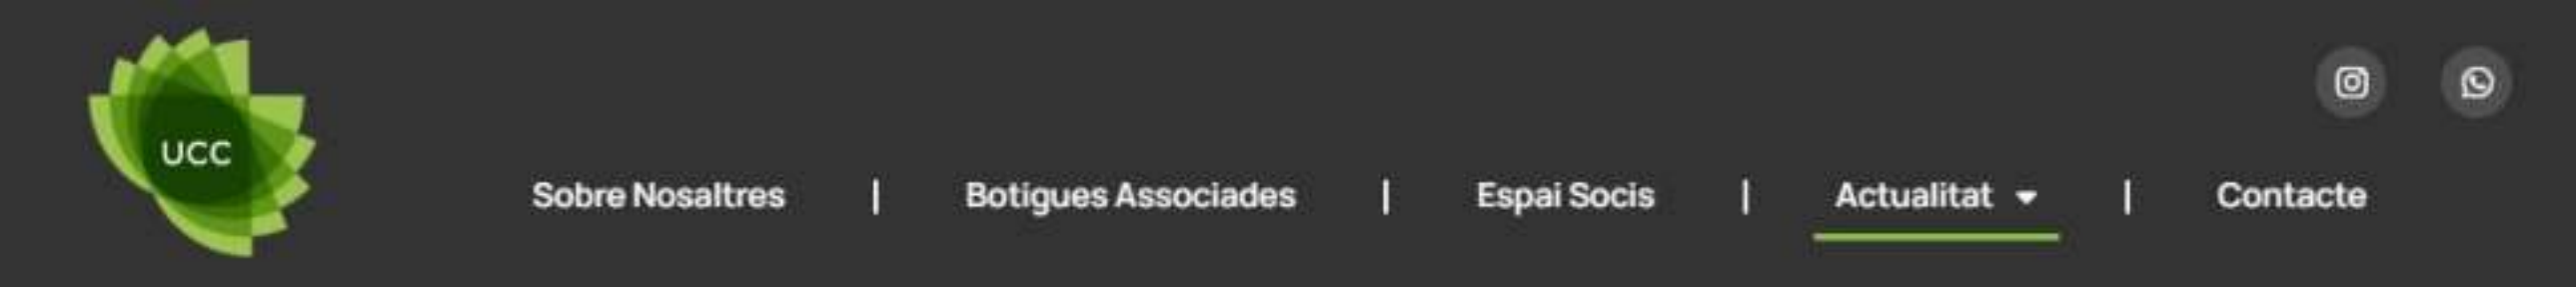 UCC
Sobre Nosaltres | Botigues Associades | Espai Socis | Actualitat | Contacte